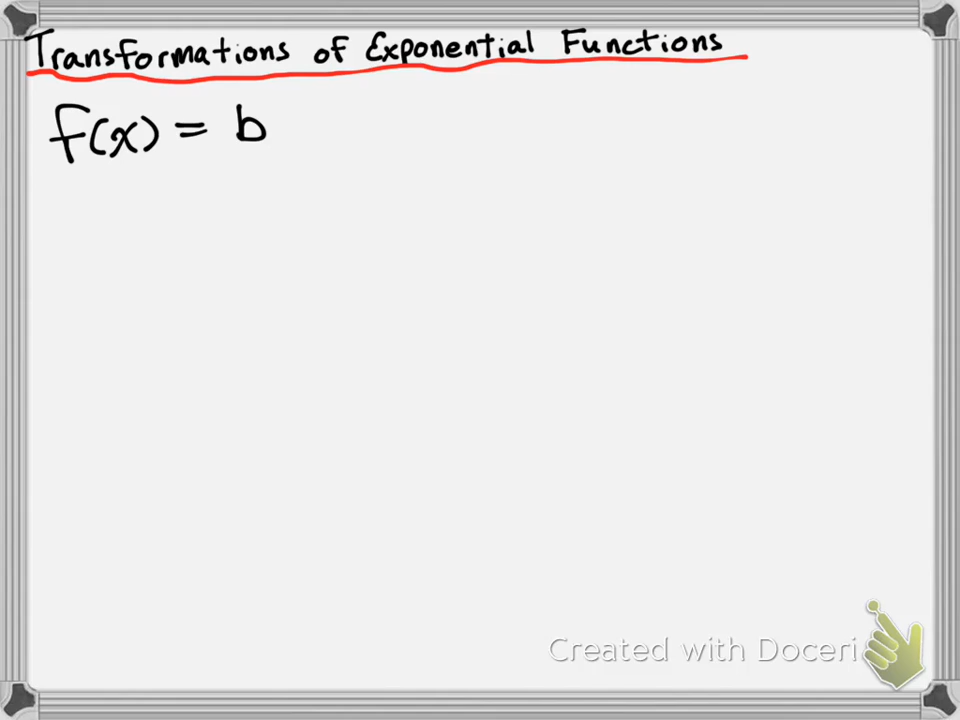 Transformations of Exponential Functions
f(x) = b
Created with Doceri